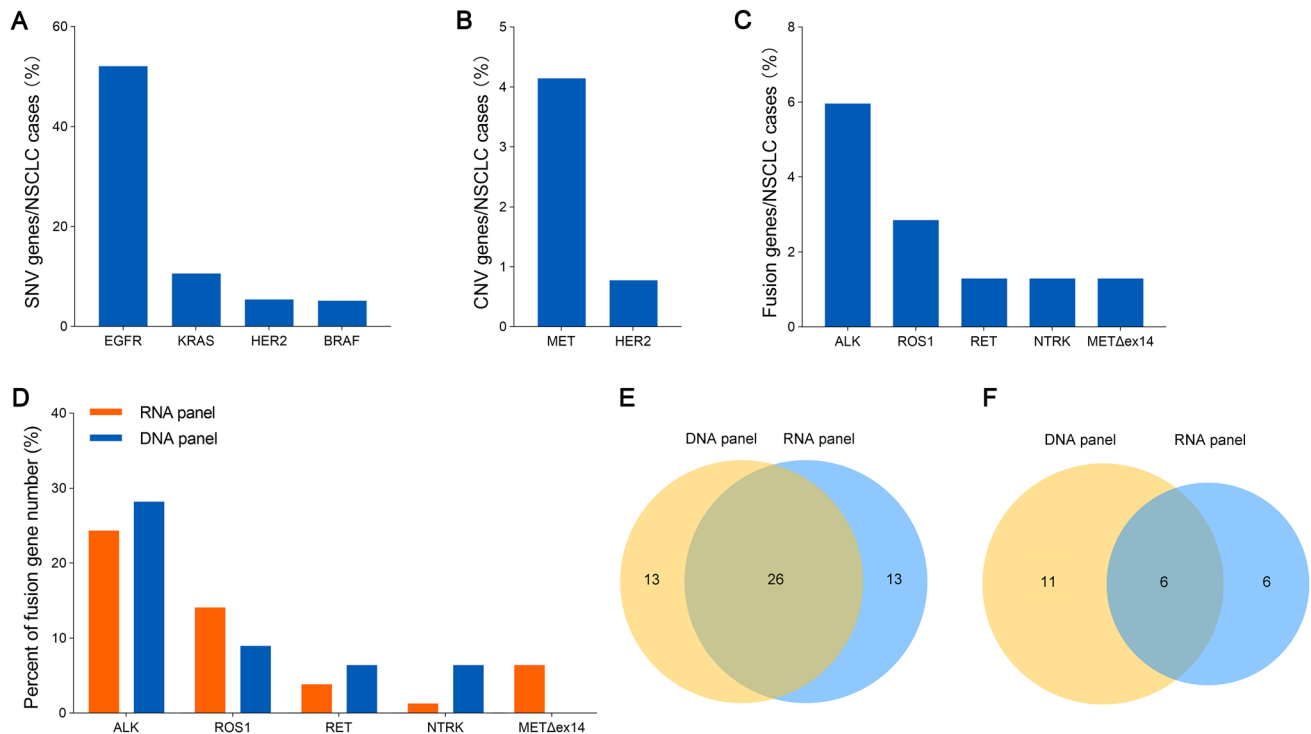 A
SNV genes/NSCLC cases (%)
60
40
20
0
EGFR KRAS HER2 BRAF
B
CNV genes/NSCLC cases (%)
5
4
3
2
1
0
MET HER2
C
Fusion genes/NSCLC cases (%)
8
6
4
2
0
ALK ROS1 RET NTRK METΔex14
D
Percent of fusion gene number (%)
40
30
20
10
0
RNA panel
DNA panel
ALK ROS1 RET NTRK METΔex14
E
DNA panel RNA panel
13 26 13
F
DNA panel RNA panel
11 6 6